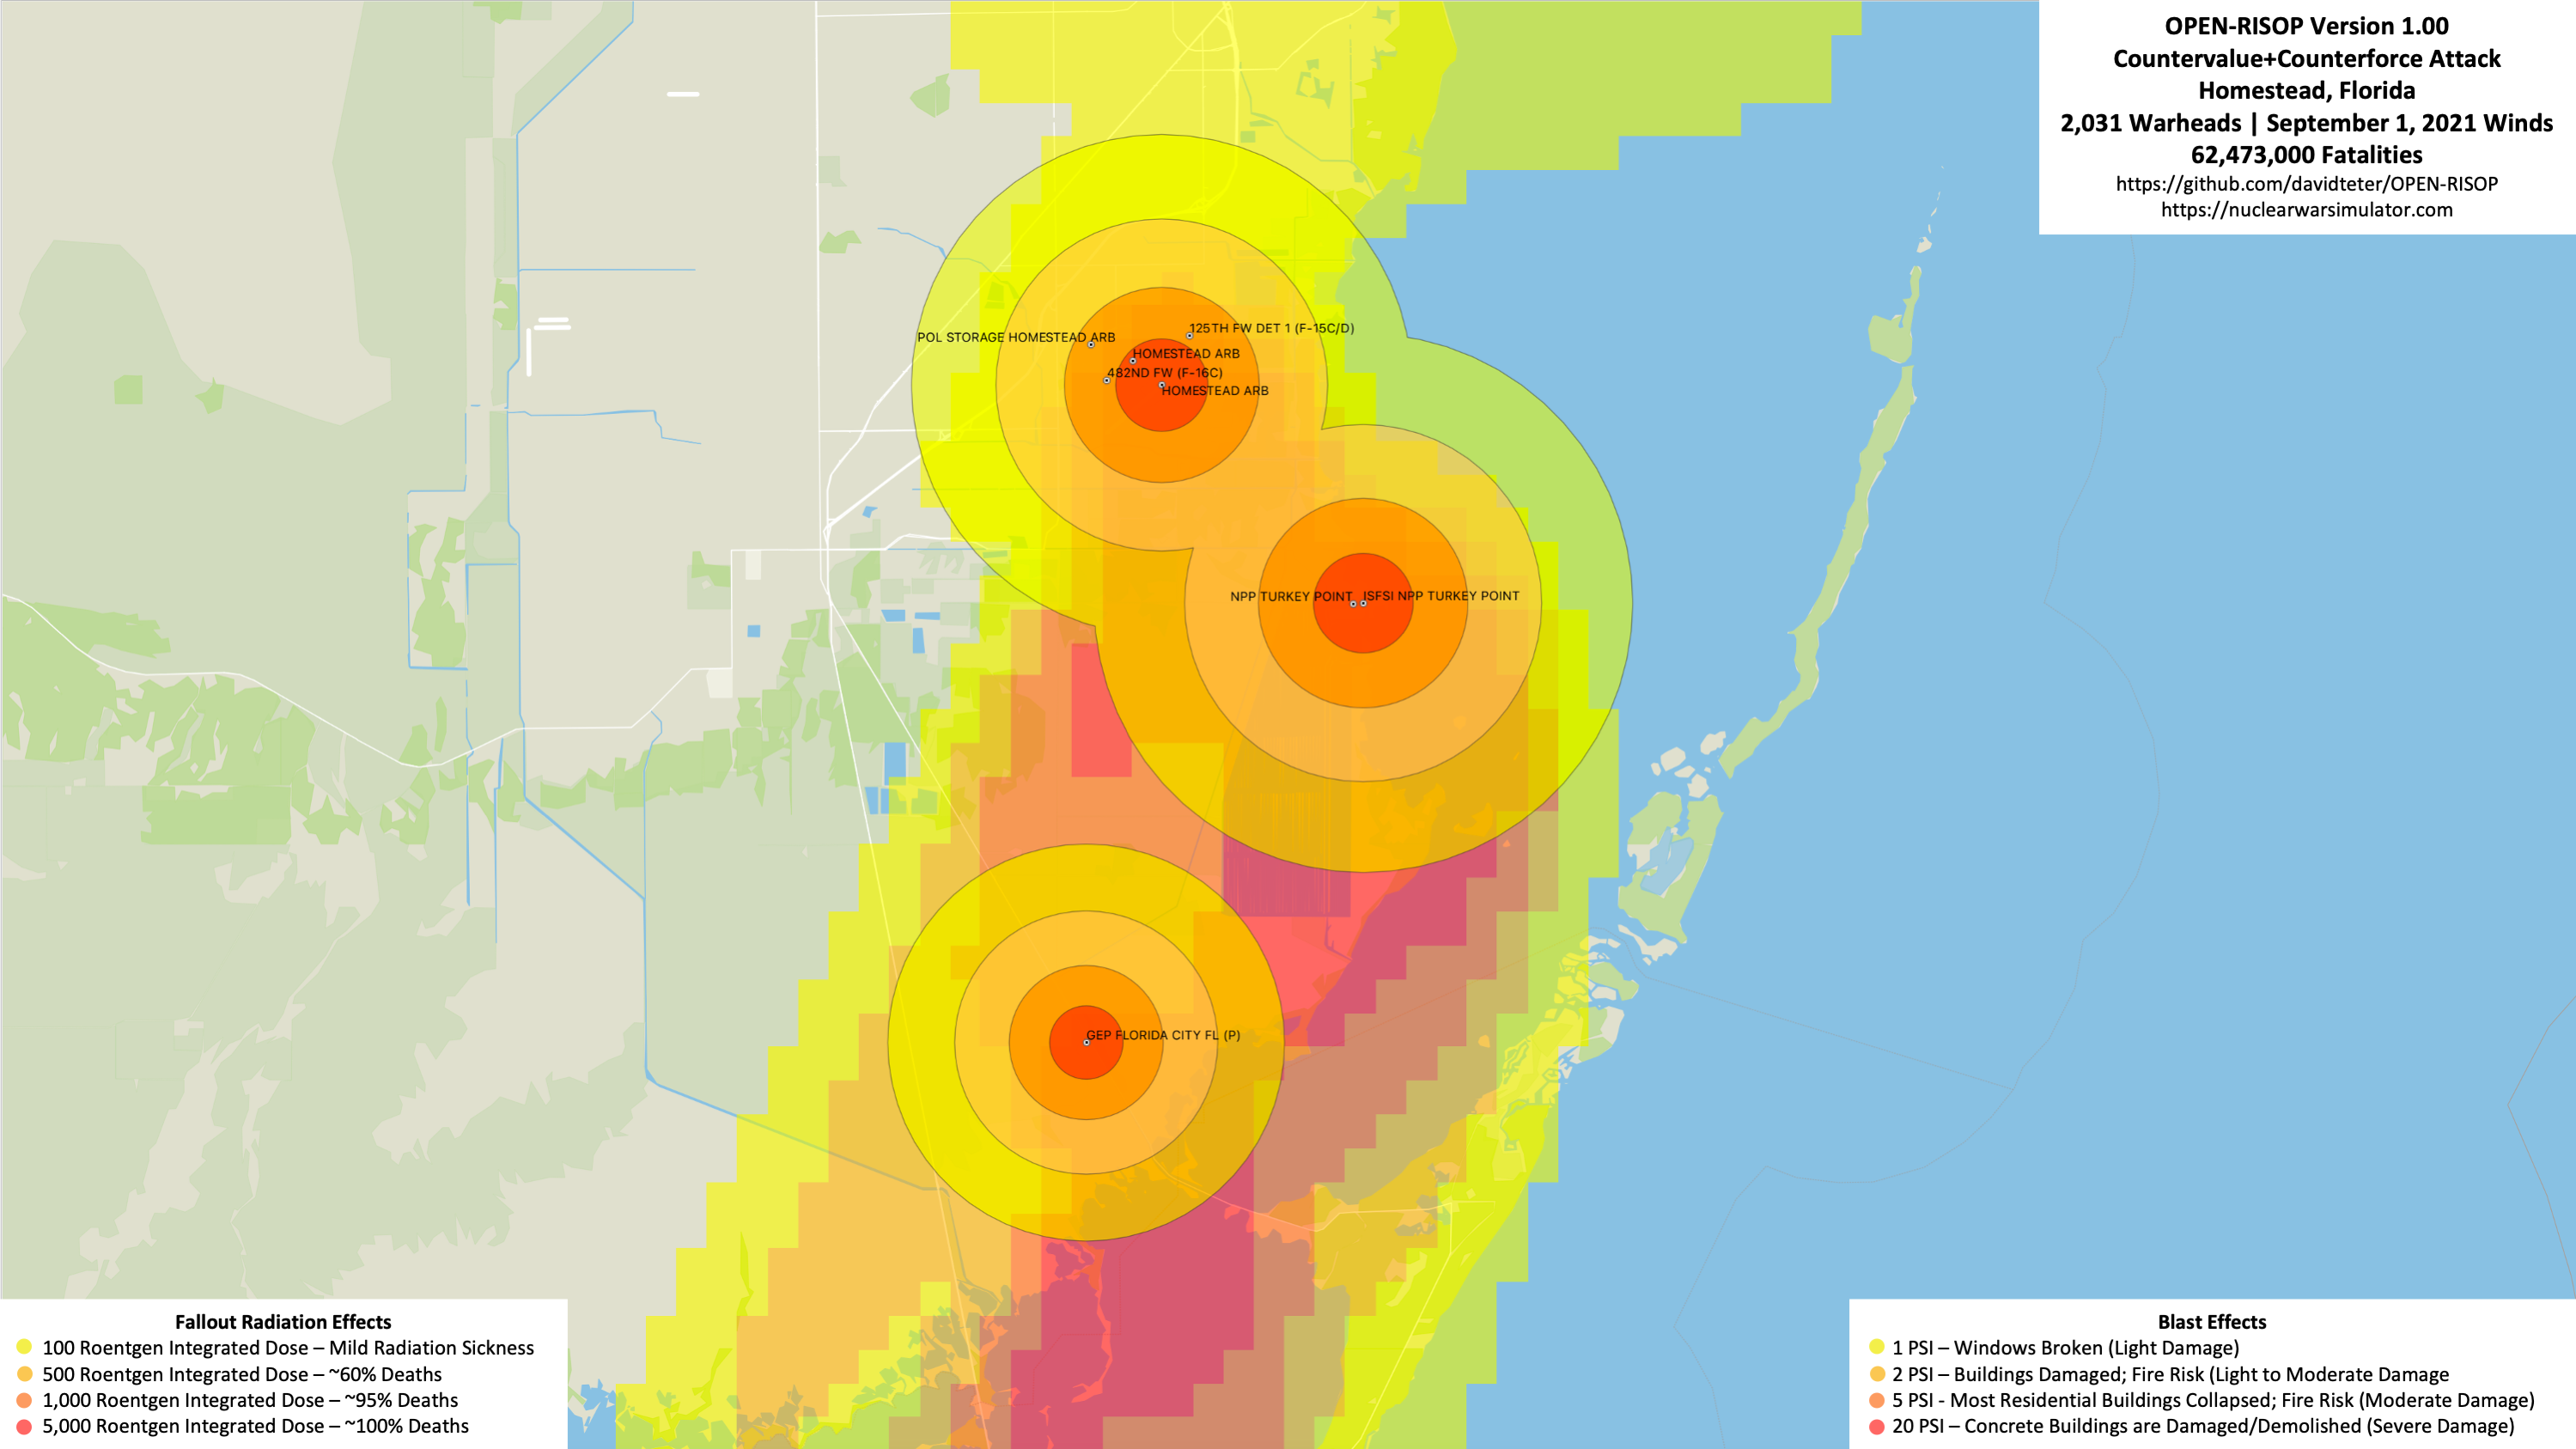 OPEN-RISOP Version 1.00
Countervalue+Counterforce Attack
Homestead, Florida
2,031 Warheads | September 1, 2021 Winds
62,473,000 Fatalities
https://github.com/davidteter/OPEN-RISOP
https://nuclearwarsimulator.com
125TH FW DET 1 (F-15C/D)
POL STORAGE HOMESTEAD ARB
HOMESTEAD ARB
482ND FW (F-16C)
HOMESTEAD ARB
NPP TURKEY POINT
ISFSI NPP TURKEY POINT
GEP FLORIDA CITY FL (P)
Fallout Radiation Effects
100 Roentgen Integrated Dose – Mild Radiation Sickness
500 Roentgen Integrated Dose – ~60% Deaths
1,000 Roentgen Integrated Dose – ~95% Deaths
5,000 Roentgen Integrated Dose – ~100% Deaths
Blast Effects
1 PSI – Windows Broken (Light Damage)
2 PSI – Buildings Damaged; Fire Risk (Light to Moderate Damage
5 PSI - Most Residential Buildings Collapsed; Fire Risk (Moderate Damage)
20 PSI – Concrete Buildings are Damaged/Demolished (Severe Damage)